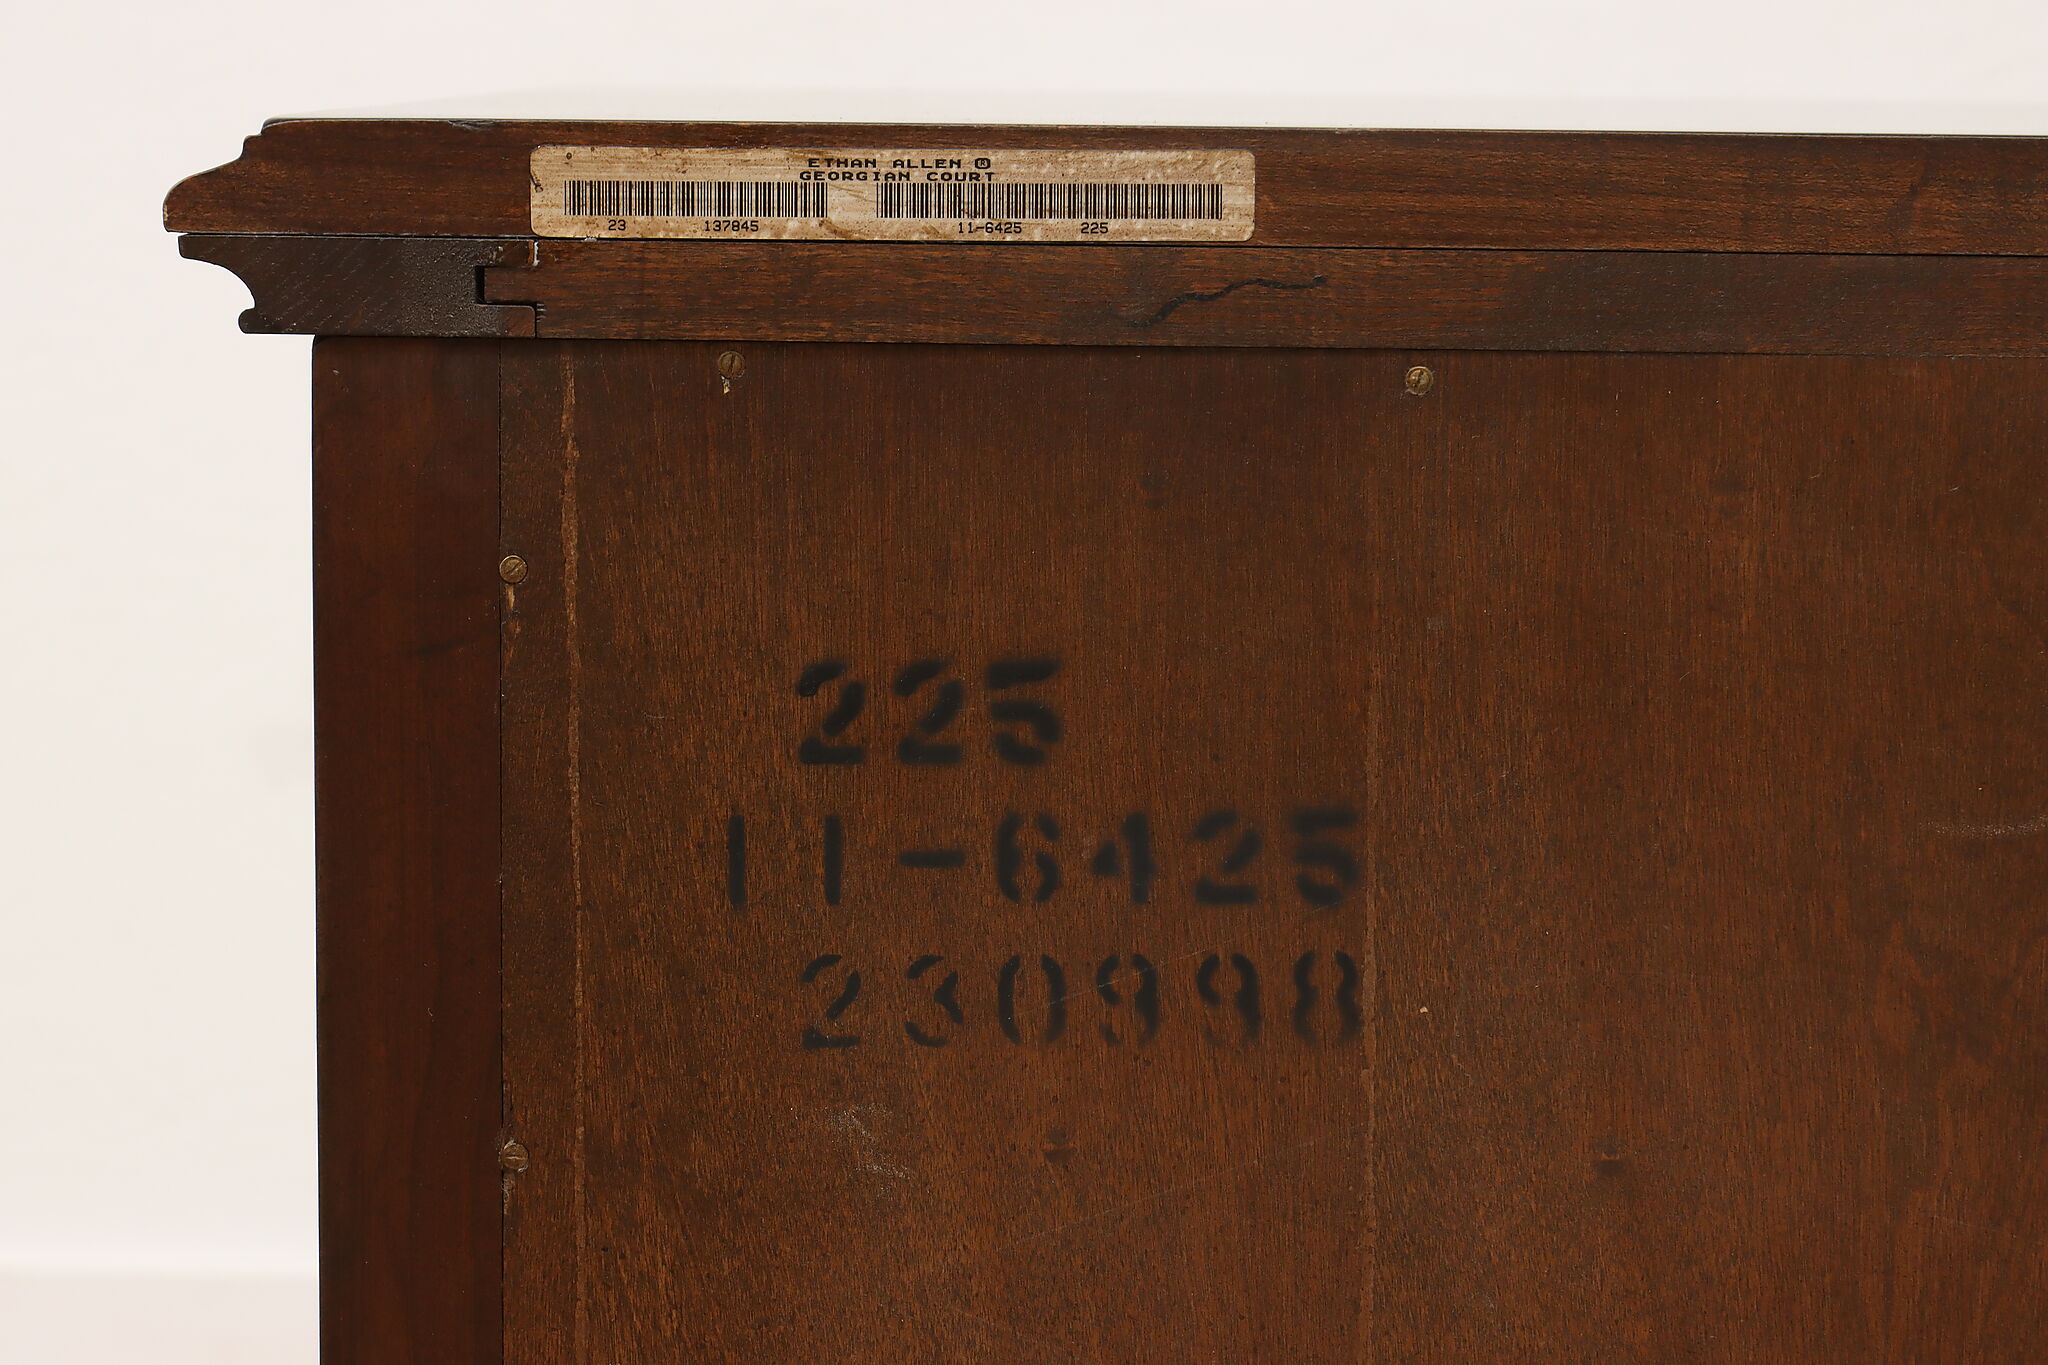 ETHAN ALLEN ®
GEORGIAN COURT
23 137845 11-6425 225
225
11-6425
230998